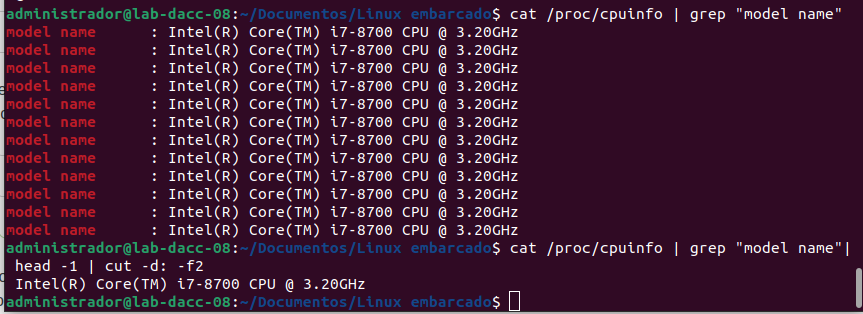 administrador@lab-dacc-08:~/Documentos/Linux embarcado$ cat /proc/cpuinfo | grep "model name"
model name      : Intel(R) Core(TM) i7-8700 CPU @ 3.20GHz
model name      : Intel(R) Core(TM) i7-8700 CPU @ 3.20GHz
model name      : Intel(R) Core(TM) i7-8700 CPU @ 3.20GHz
model name      : Intel(R) Core(TM) i7-8700 CPU @ 3.20GHz
model name      : Intel(R) Core(TM) i7-8700 CPU @ 3.20GHz
model name      : Intel(R) Core(TM) i7-8700 CPU @ 3.20GHz
model name      : Intel(R) Core(TM) i7-8700 CPU @ 3.20GHz
model name      : Intel(R) Core(TM) i7-8700 CPU @ 3.20GHz
model name      : Intel(R) Core(TM) i7-8700 CPU @ 3.20GHz
model name      : Intel(R) Core(TM) i7-8700 CPU @ 3.20GHz
model name      : Intel(R) Core(TM) i7-8700 CPU @ 3.20GHz
model name      : Intel(R) Core(TM) i7-8700 CPU @ 3.20GHz
administrador@lab-dacc-08:~/Documentos/Linux embarcado$ cat /proc/cpuinfo | grep "model name"|
 head -1 | cut -d: -f2
 Intel(R) Core(TM) i7-8700 CPU @ 3.20GHz
administrador@lab-dacc-08:~/Documentos/Linux embarcado$